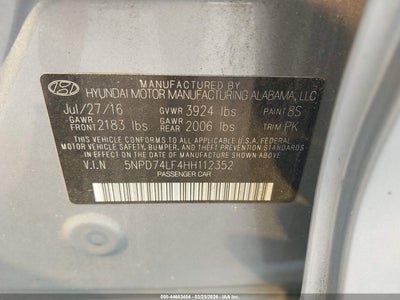 MANUFACTURED BY
HYUNDAI MOTOR MANUFACTURING ALABAMA, LLC
Jul/27/16 GVWR 3924 lbs PAINT 8S
GAWR FRONT 2183 lbs GAWR REAR 2006 lbs TRIM PK
THIS VEHICLE CONFORMS TO ALL APPLICABLE U.S. FEDERAL
MOTOR VEHICLE SAFETY, BUMPER, AND THEFT PREVENTION
STANDARDS IN EFFECT ON THE DATE OF MANUFACTURE SHOWN ABOVE.
V.I.N 5NPD74LF4HH112352
PASSENGER CAR